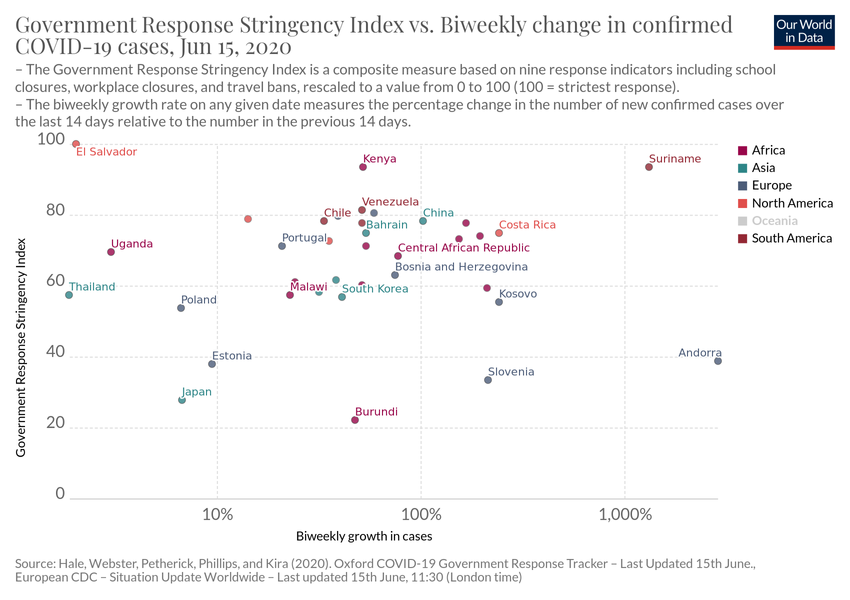 Government Response Stringency Index vs. Biweekly change in confirmed
COVID-19 cases, Jun 15, 2020
Our World
in Data
– The Government Response Stringency Index is a composite measure based on nine response indicators including school
closures, workplace closures, and travel bans, rescaled to a value from 0 to 100 (100 = strictest response).
– The biweekly growth rate on any given date measures the percentage change in the number of new confirmed cases over
the last 14 days relative to the number in the previous 14 days.
100
80
60
40
20
0
Government Response Stringency Index
El Salvador
Kenya
Suriname
Venezuela
Chile
China
Bahrain
Costa Rica
Portugal
Uganda
Central African Republic
Bosnia and Herzegovina
Thailand
Malawi
South Korea
Kosovo
Poland
Estonia
Andorra
Slovenia
Japan
Burundi
10%
100%
1,000%
Biweekly growth in cases
Africa
Asia
Europe
North America
Oceania
South America
Source: Hale, Webster, Petherick, Phillips, and Kira (2020). Oxford COVID-19 Government Response Tracker – Last Updated 15th June.,
European CDC – Situation Update Worldwide – Last updated 15th June, 11:30 (London time)